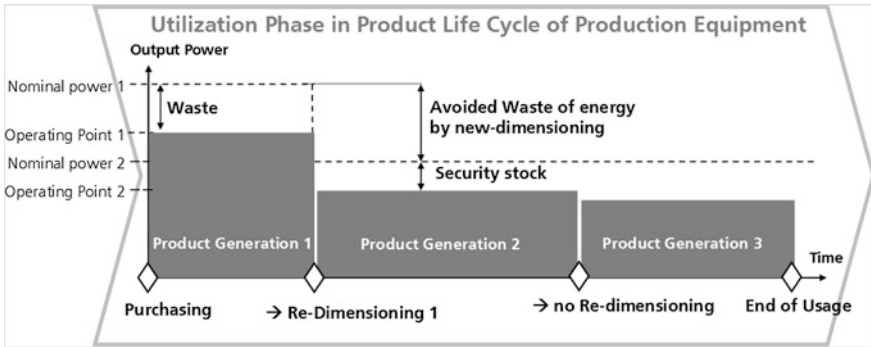 Utilization Phase in Product Life Cycle of Production Equipment
Output Power
Nominal power 1
Waste
Avoided Waste of energy
by new-dimensioning
Operating Point 1
Nominal power 2
Security stock
Operating Point 2
Product Generation 1
Product Generation 2
Product Generation 3
Time
Purchasing
→ Re-Dimensioning 1
→ no Re-dimensioning
End of Usage